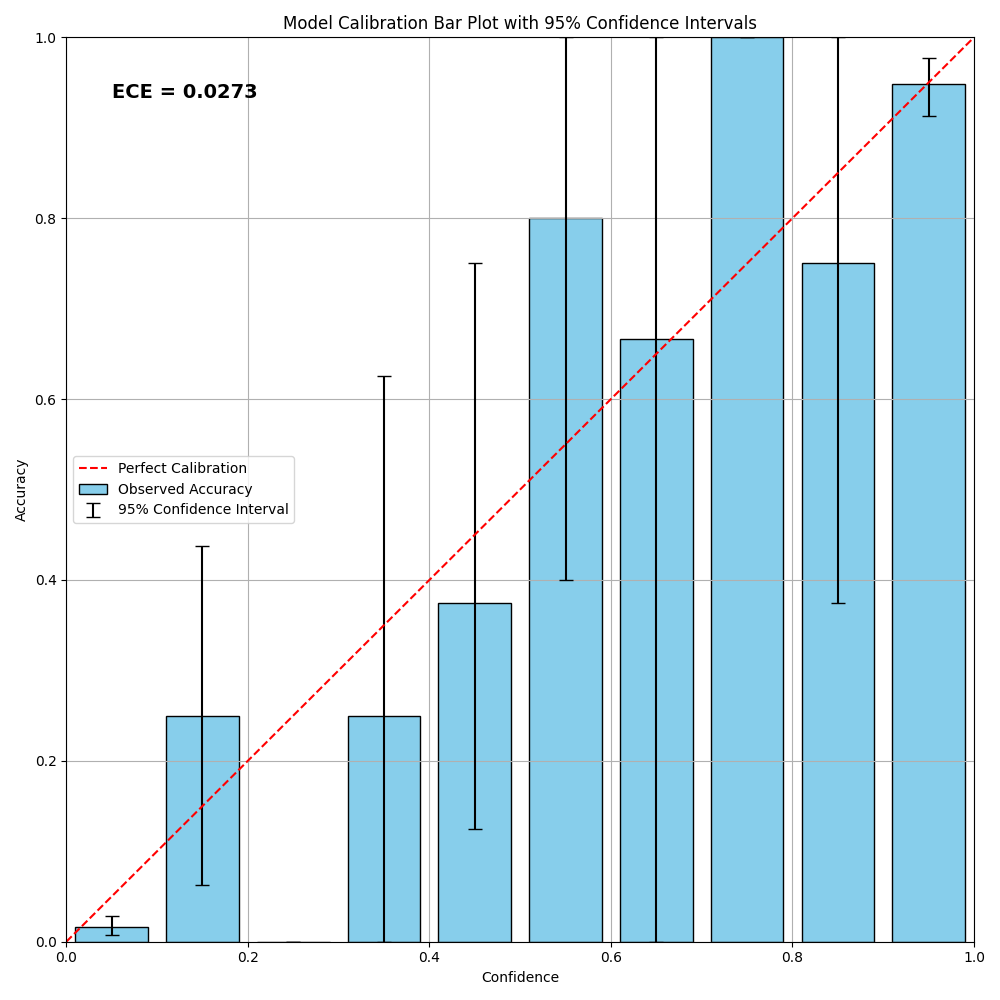 Model Calibration Bar Plot with 95% Confidence Intervals
1.0
ECE = 0.0273
0.8
0.6
Accuracy
Perfect Calibration
Observed Accuracy
95% Confidence Interval
0.4
0.2
0.0
0.0 0.2 0.4 0.6 0.8 1.0
Confidence